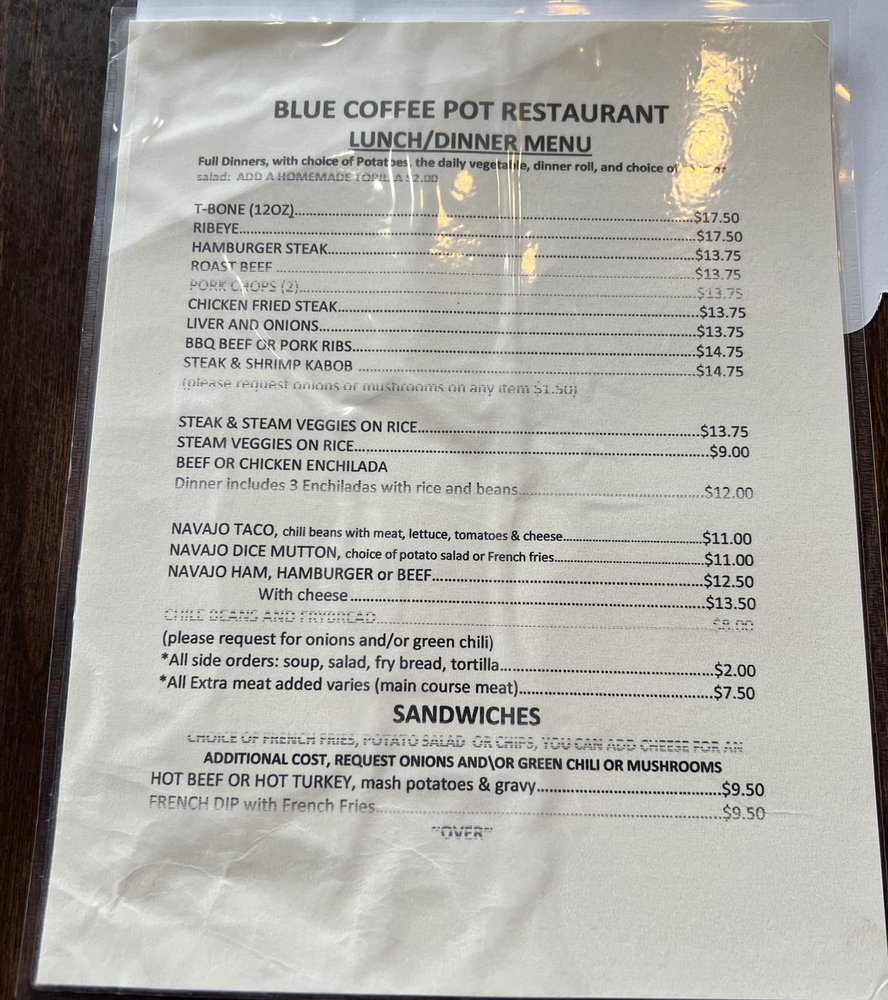 BLUE COFFEE POT RESTAURANT
LUNCH/DINNER MENU
Full Dinners, with choice of Potatoes, the daily vegetable, dinner roll, and choice of
salad: ADD A HOMEMADE $2.00
T-BONE (12OZ)..........$17.50
RIBEYE..........$17.50
HAMBURGER STEAK..........$13.75
ROAST BEEF..........$13.75
PORK CHOPS (2)..........$13.75
CHICKEN FRIED STEAK..........$13.75
LIVER AND ONIONS..........$13.75
BBQ BEEF OR PORK RIBS..........$14.75
STEAK & SHRIMP KABOB ..........$14.75
(please request onions or mushrooms on any item $1.50)
STEAK & STEAM VEGGIES ON RICE..........$13.75
STEAM VEGGIES ON RICE..........$9.00
BEEF OR CHICKEN ENCHILADA
Dinner includes 3 Enchiladas with rice and beans..........$12.00
NAVAJO TACO, chili beans with meat, lettuce, tomatoes & cheese..........$11.00
NAVAJO DICE MUTTON, choice of potato salad or French fries..........$11.00
NAVAJO HAM, HAMBURGER or BEEF..........$12.50
With cheese..........$13.50
CHILE BEANS AND FRYBREAD..........$8.00
(please request for onions and/or green chili)
*All side orders: soup, salad, fry bread, tortilla..........$2.00
*All Extra meat added varies (main course meat)..........$7.50
SANDWICHES
CHOICE OF FRENCH FRIES, POTATO SALAD OR CHIPS, YOU CAN ADD CHEESE FOR AN
ADDITIONAL COST, REQUEST ONIONS AND\OR GREEN CHILI OR MUSHROOMS
HOT BEEF OR HOT TURKEY, mash potatoes & gravy..........$9.50
FRENCH DIP with French Fries..........$9.50
"OVER"